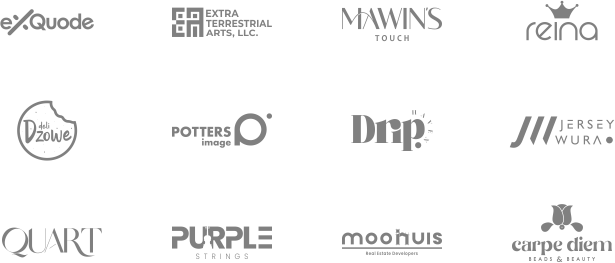 eXQuode
EXTRA
TERRESTRIAL
ARTS, LLC.
MAWIN'S
TOUCH
reina
deli
Dzowe
POTTERS
image
Drip
JERSEY
WURA
QUART
PURPLE
STRINGS
moohuis
Real Estate Developers
carpe diem
BEADS & BEAUTY